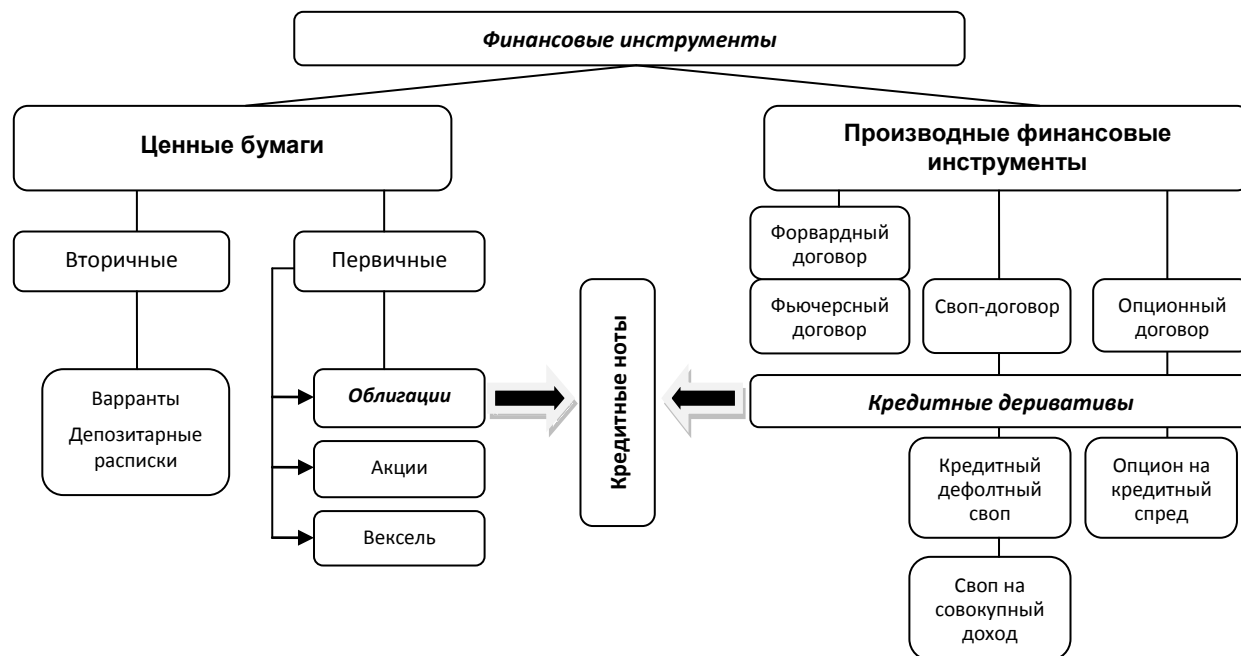 Финансовые инструменты
Ценные бумаги
Производные финансовые
инструменты
Вторичные
Первичные
Форвардный
договор
Фьючерсный
договор
Своп-договор
Опционный
договор
Кредитные ноты
Варранты
Депозитарные
расписки
Облигации
Акции
Вексель
Кредитные деривативы
Кредитный
дефолтный
своп
Опцион на
кредитный
спред
Своп на
совокупный
доход